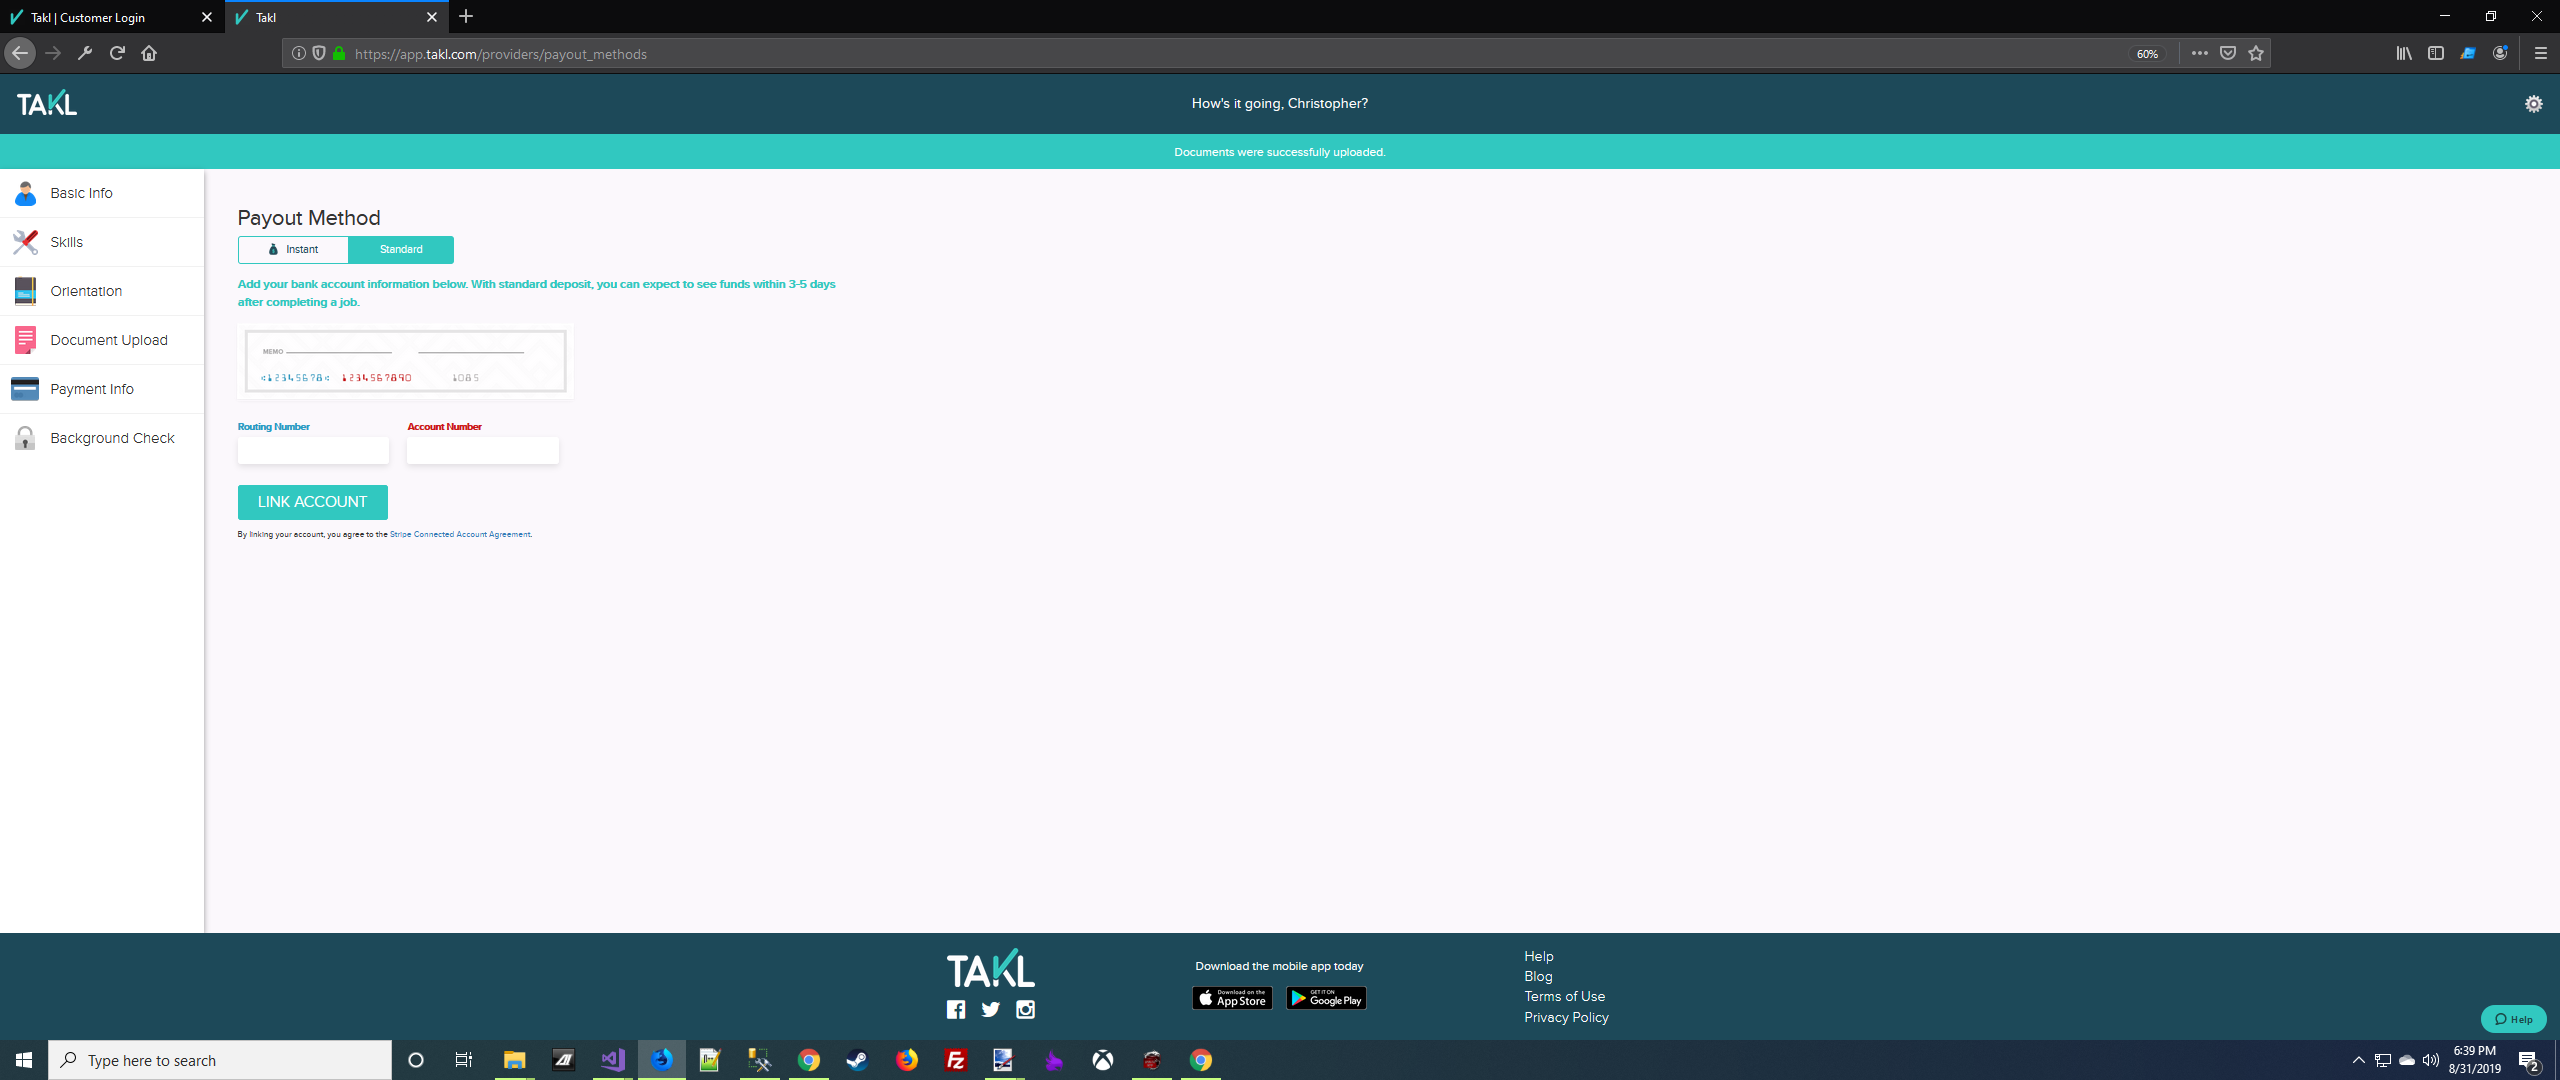 Takl | Customer Login
Takl
https://app.takl.com/providers/payout_methods
60%
TAKL
How's it going, Christopher?
Documents were successfully uploaded.
Basic Info
Skills
Orientation
Document Upload
Payment Info
Background Check
Payout Method
Instant
Standard
Add your bank account information below. With standard deposit, you can expect to see funds within 3-5 days
after completing a job.
MEMO
12345678 1234567890 1085
Routing Number
Account Number
LINK ACCOUNT
By linking your account, you agree to the Stripe Connected Account Agreement.
TAKL
Download the mobile app today
Download on the
App Store
GET IT ON
Google Play
Help
Blog
Terms of Use
Privacy Policy
Help
Type here to search
6:39 PM
8/31/2019
2